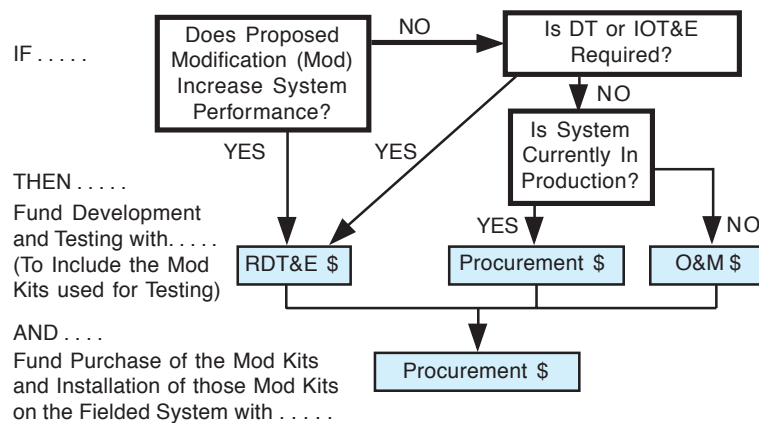 IF . . . . .
Does Proposed
Modification (Mod)
Increase System
Performance?
NO
Is DT or IOT&E
Required?
NO
YES
YES
Is System
Currently In
Production?
YES
NO
THEN . . . . .
Fund Development
and Testing with. . . . .
(To Include the Mod
Kits used for Testing)
RDT&E $
Procurement $
O&M $
AND . . . .
Fund Purchase of the Mod Kits
and Installation of those Mod Kits
on the Fielded System with . . . . .
Procurement $